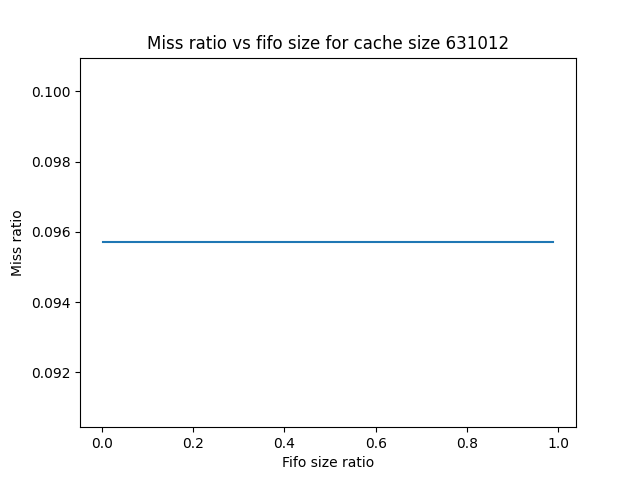 Miss ratio vs fifo size for cache size 631012
0.100
0.098
0.096
0.094
0.092
Miss ratio
0.0 0.2 0.4 0.6 0.8 1.0
Fifo size ratio